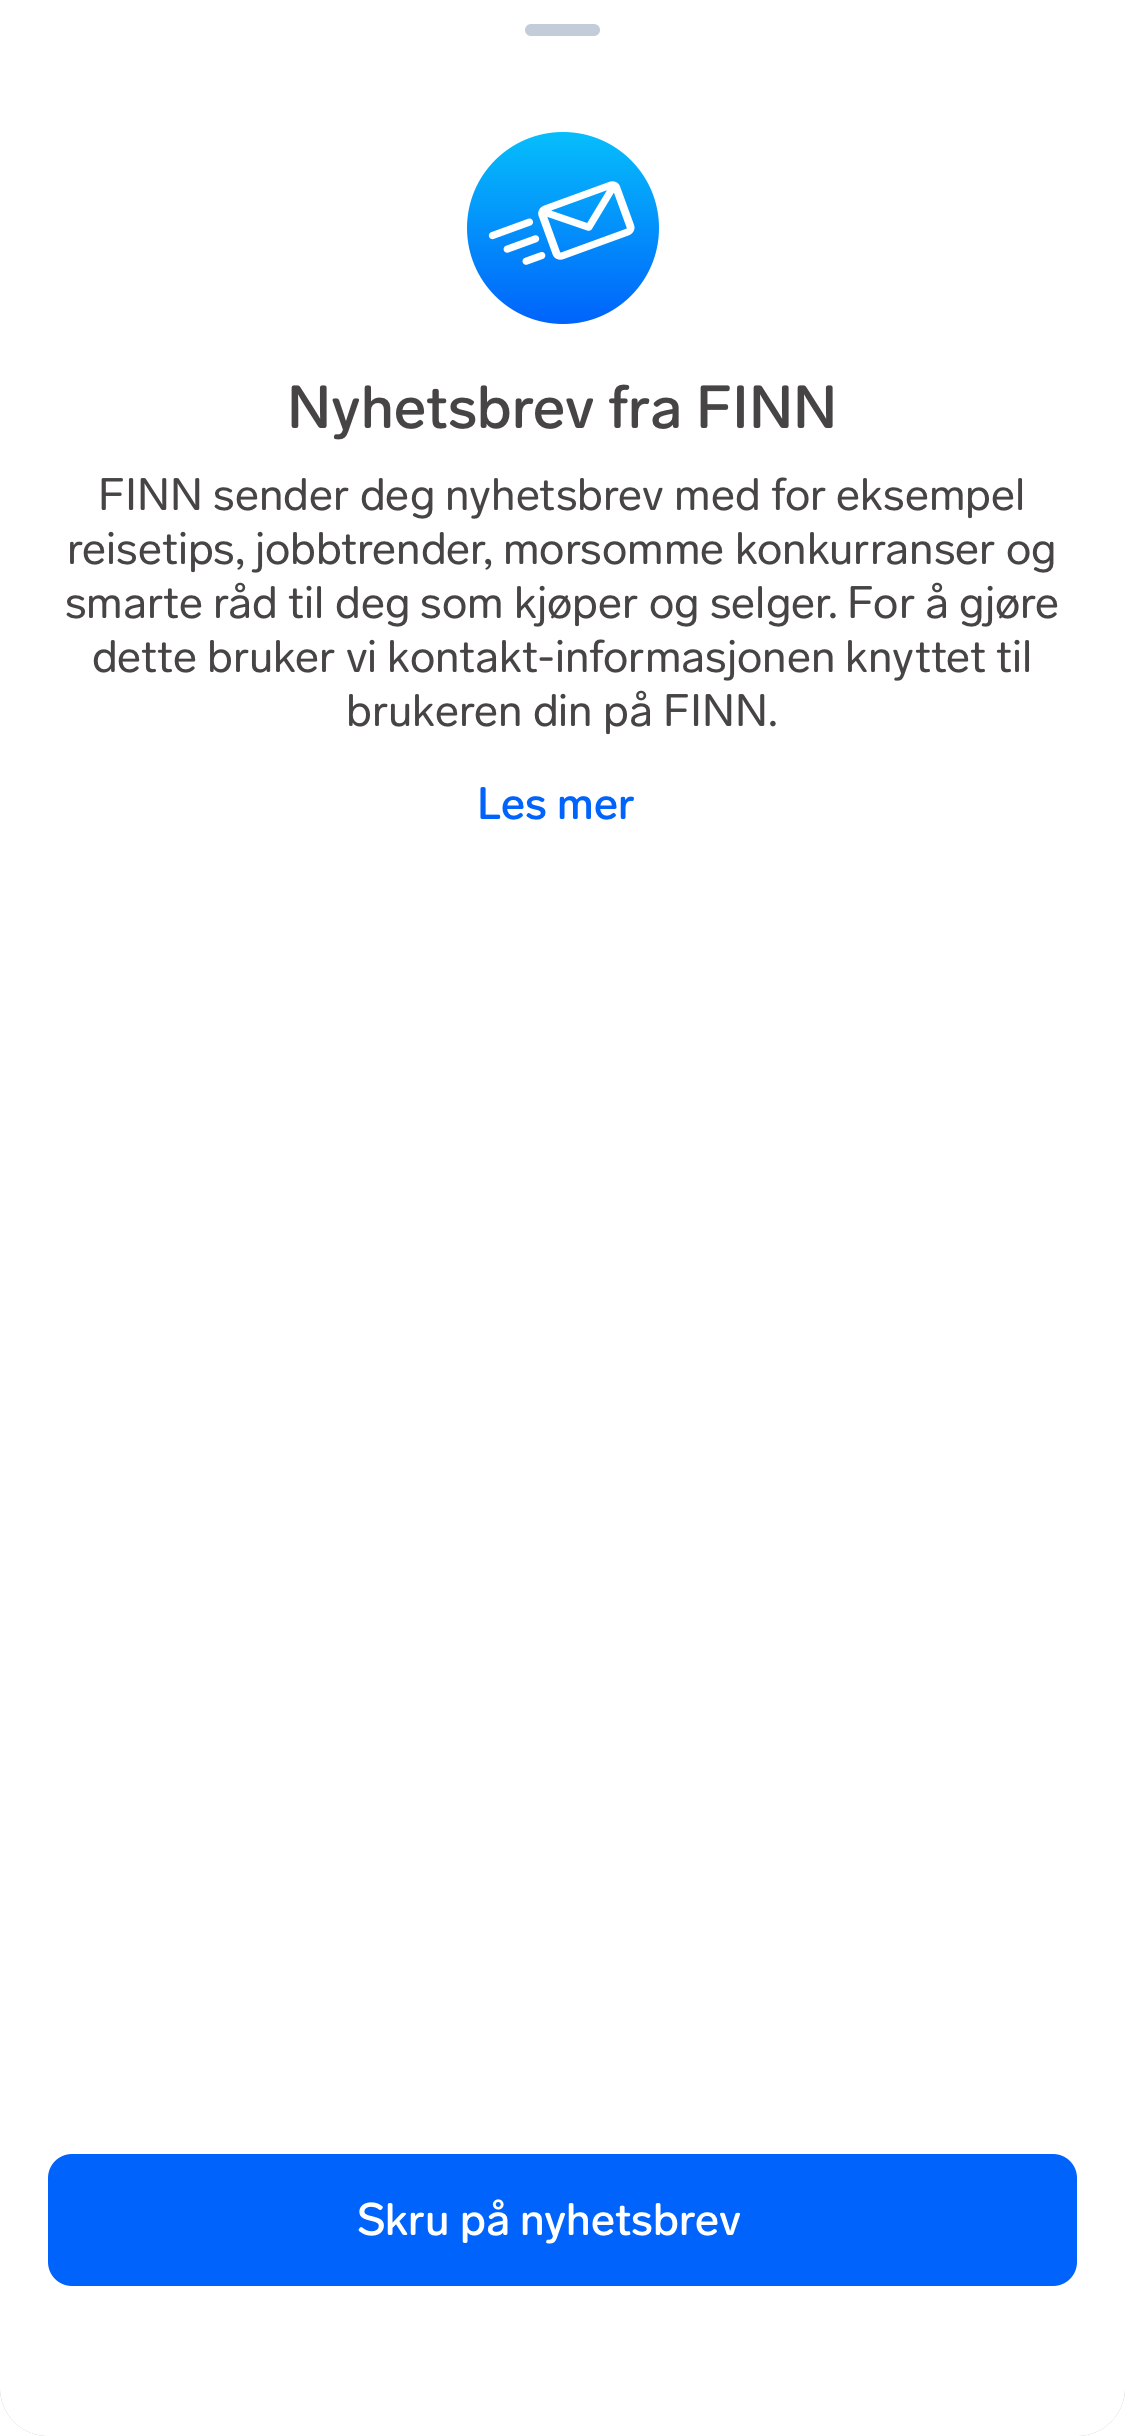 Nyhetsbrev fra FINN
FINN sender deg nyhetsbrev med for eksempel
reisetips, jobbtrender, morsomme konkurranser og
smarte råd til deg som kjøper og selger. For å gjøre
dette bruker vi kontakt-informasjonen knyttet til
brukeren din på FINN.
Les mer
Skru på nyhetsbrev